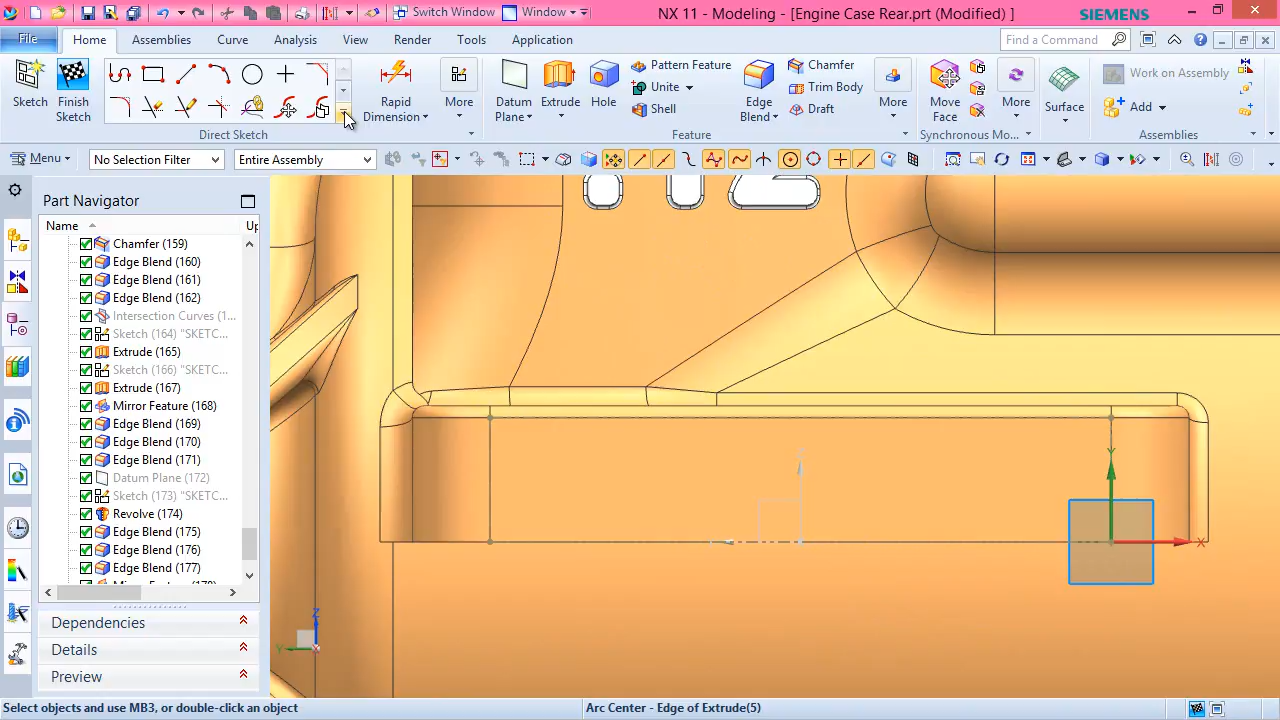 NX 11 - Modeling - [Engine Case Rear.prt (Modified) ]
SIEMENS
Switch Window
Window
File
Home
Assemblies
Curve
Analysis
View
Render
Tools
Application
Find a Command
Sketch
Finish
Sketch
Rapid
Dimension
More
Datum
Plane
Extrude
Hole
Pattern Feature
Unite
Shell
Edge
Blend
Chamfer
Trim Body
Draft
More
Move
Face
More
Surface
Work on Assembly
Add
Direct Sketch
Feature
Synchronous Mo...
Assemblies
Menu
No Selection Filter
Entire Assembly
Part Navigator
Name
Up
Chamfer (159)
Edge Blend (160)
Edge Blend (161)
Edge Blend (162)
Intersection Curves (1...
Sketch (164) "SKETC...
Extrude (165)
Sketch (166) "SKETC...
Extrude (167)
Mirror Feature (168)
Edge Blend (169)
Edge Blend (170)
Edge Blend (171)
Datum Plane (172)
Sketch (173) "SKETC...
Revolve (174)
Edge Blend (175)
Edge Blend (176)
Edge Blend (177)
Dependencies
Details
Preview
Z
Y
Y
X
Select objects and use MB3, or double-click an object
Arc Center - Edge of Extrude(5)